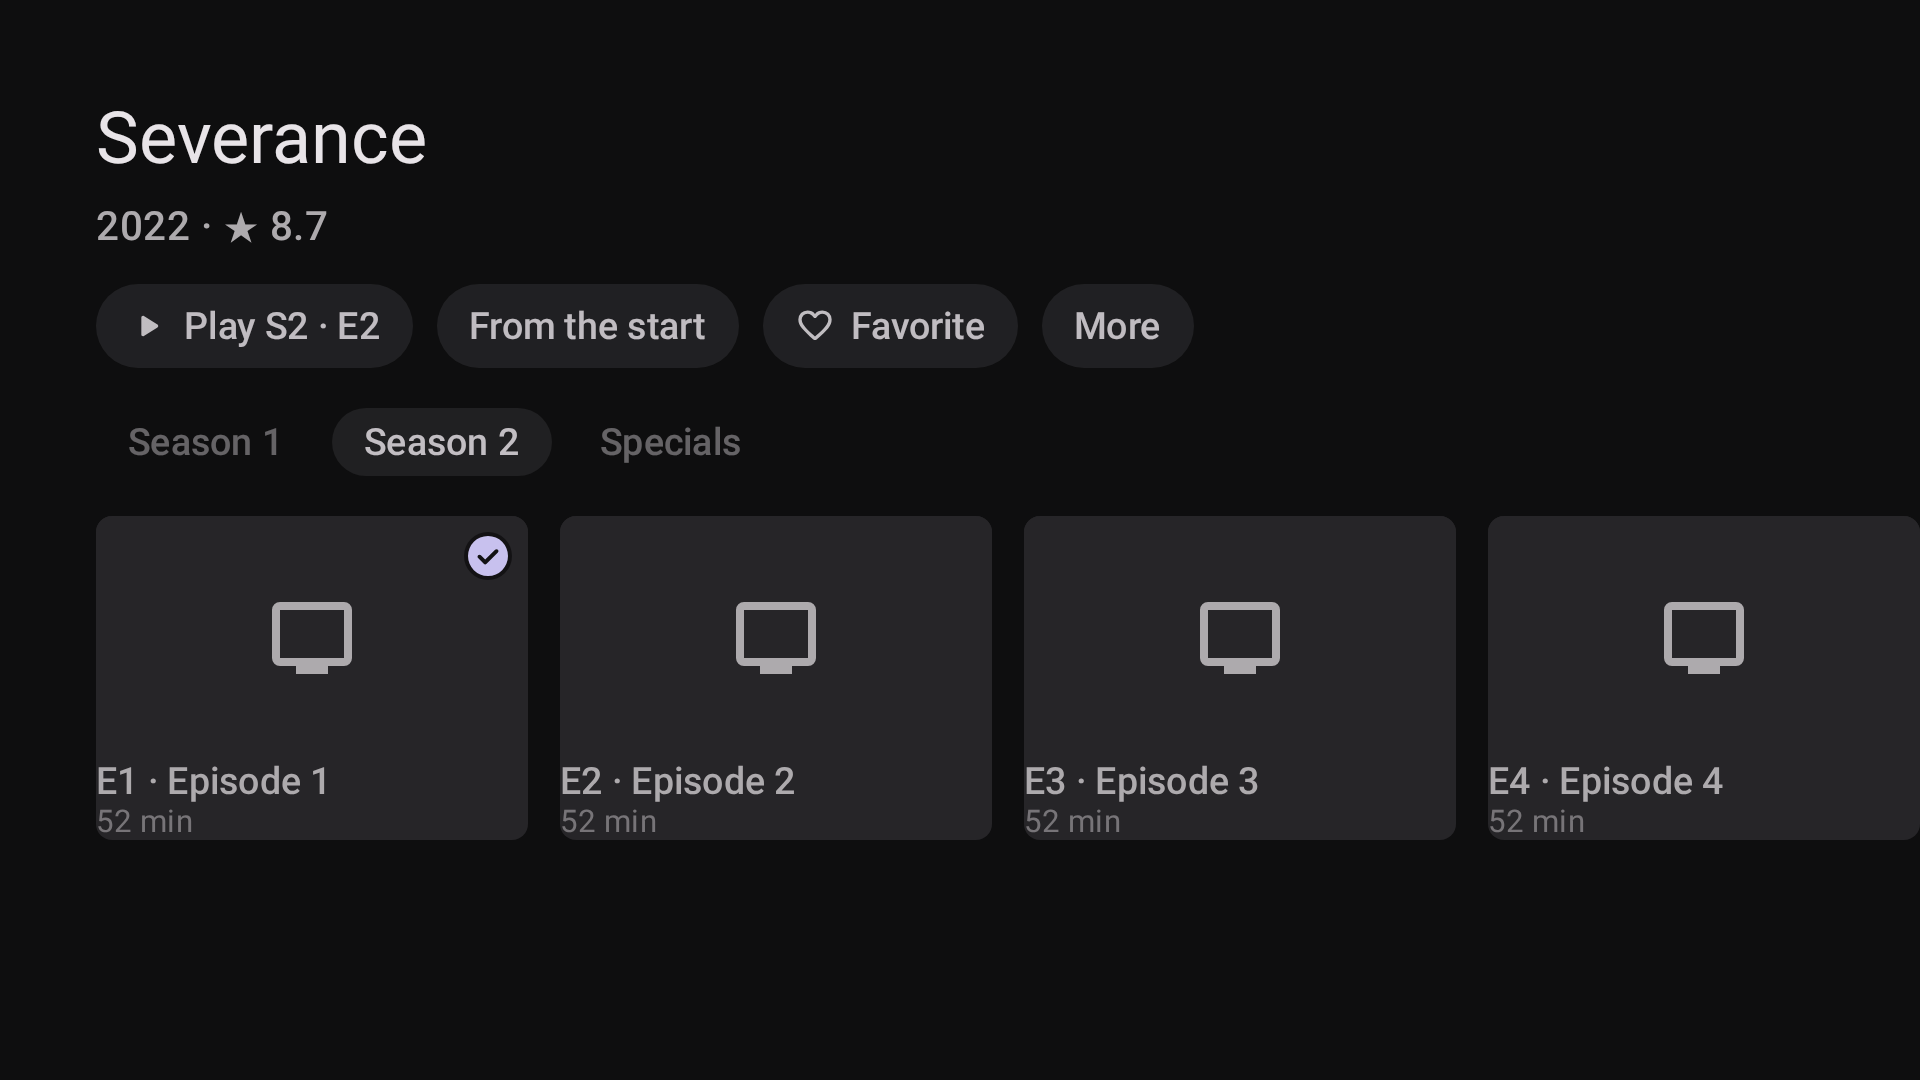 Severance
2022 · ★ 8.7
Play S2 · E2
From the start
Favorite
More
Season 1
Season 2
Specials
E1 · Episode 1
52 min
E2 · Episode 2
52 min
E3 · Episode 3
52 min
E4 · Episode 4
52 min